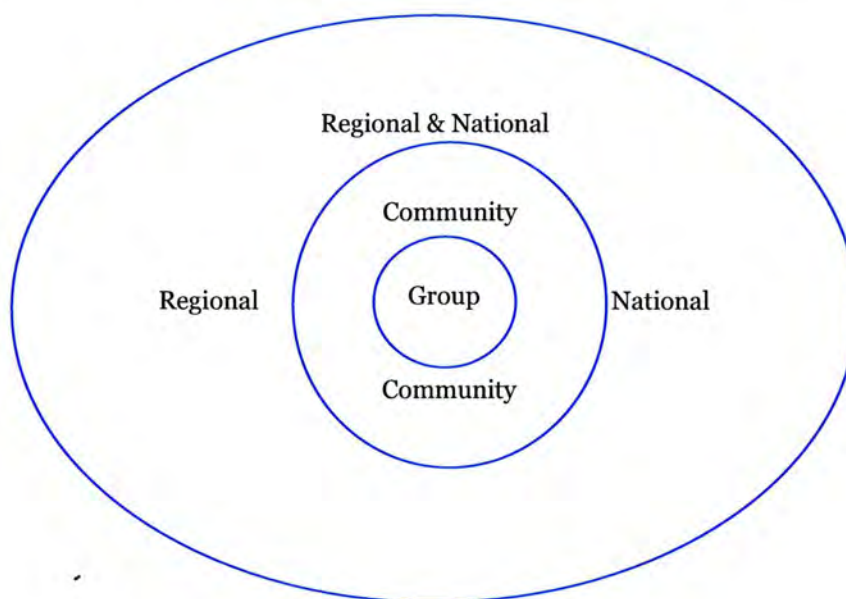 Regional & National
Community
Regional
Group
National
Community